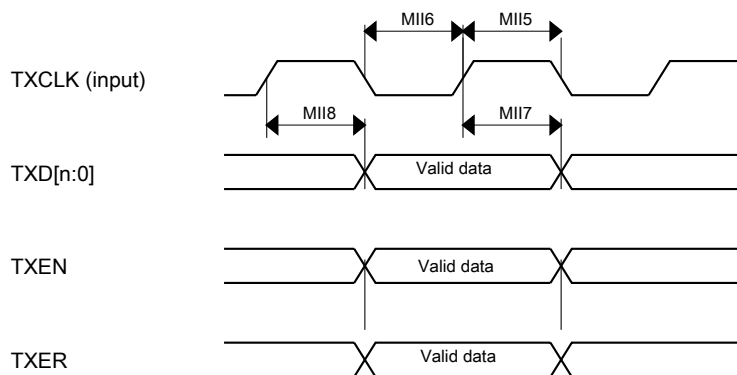 MII6 MII5
TXCLK (input)
MII8 MII7
TXD[n:0] Valid data
TXEN Valid data
TXER Valid data